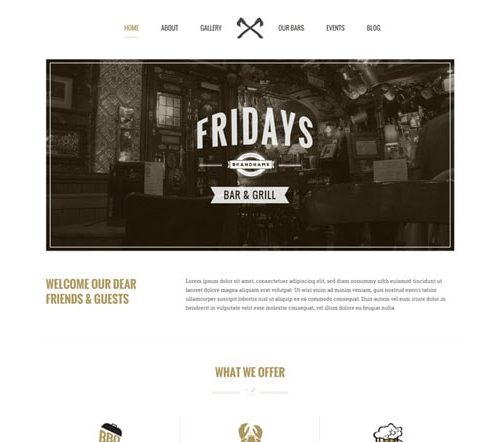 HOME ABOUT GALLERY OUR BARS EVENTS BLOG
FRIDAYS
BRANDNAME
BAR & GRILL
WELCOME OUR DEAR
FRIENDS & GUESTS
Lorem ipsum dolor sit amet, consectetuer adipiscing elit, sed diam nonummy nibh euismod tincidunt ut
laoreet dolore magna aliquam erat volutpat. Ut wisi enim ad minim veniam, quis nostrud exerci tation
ullamcorper suscipit lobortis nisl ut aliquip ex ea commodo consequat. Duis autem vel eum iriure dolor in
hendrerit in vulputate velit esse molestie consequat, vel illum dolore eu feugiat nulla.
WHAT WE OFFER
BBQ